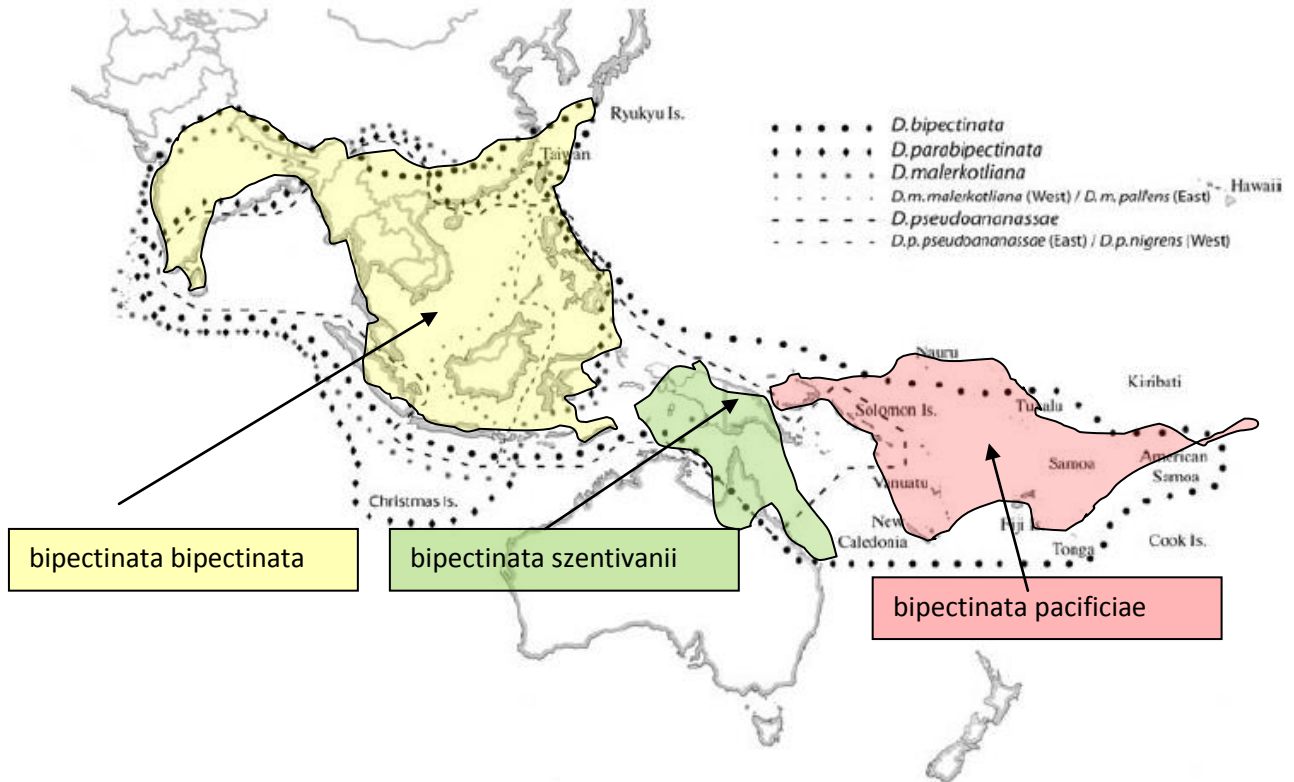 Ryukyu Is.
Taiwan
D.bipectinata
D.parabipectinata
D.malerkotliana
D.m.malerkotliana (West) / D.m.pallens (East)
D.pseudoananassae
D.p.pseudoananassae (East) / D.p.nigrens (West)
Hawaii
Nauru
Kiribati
Solomon Is.
Tuvalu
Samoa
American
Samoa
Vanuatu
Christmas Is.
New
Caledonia
Fiji Is.
Tonga
Cook Is.
bipectinata bipectinata
bipectinata szentivanii
bipectinata pacificiae